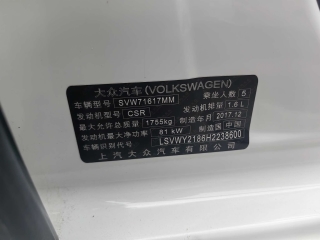 大众汽车(VOLKSWAGEN)
车辆型号 SVW71617MM 乘坐人数 5
发动机型号 CSR 发动机排量 1.6 L
最大允许总质量 1755kg 制造年月 2017.12
发动机最大净功率 81 kW 制造国 中国
车辆识别代号 LSVWY2186H2238600
上汽大众汽车有限公司